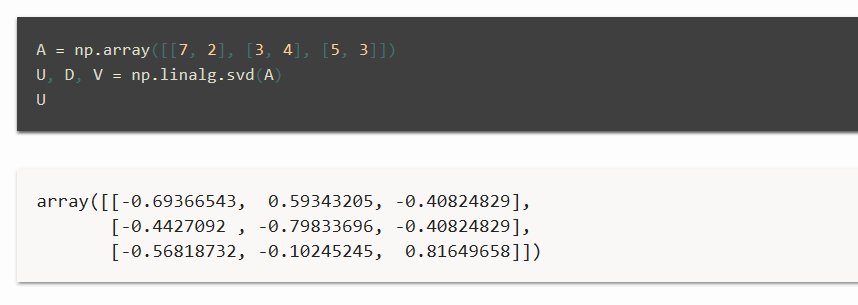 A = np.array([[7, 2], [3, 4], [5, 3]])
U, D, V = np.linalg.svd(A)
U
array([[-0.69366543,  0.59343205, -0.40824829],
       [-0.4427092 , -0.79833696, -0.40824829],
       [-0.56818732, -0.10245245,  0.81649658]])